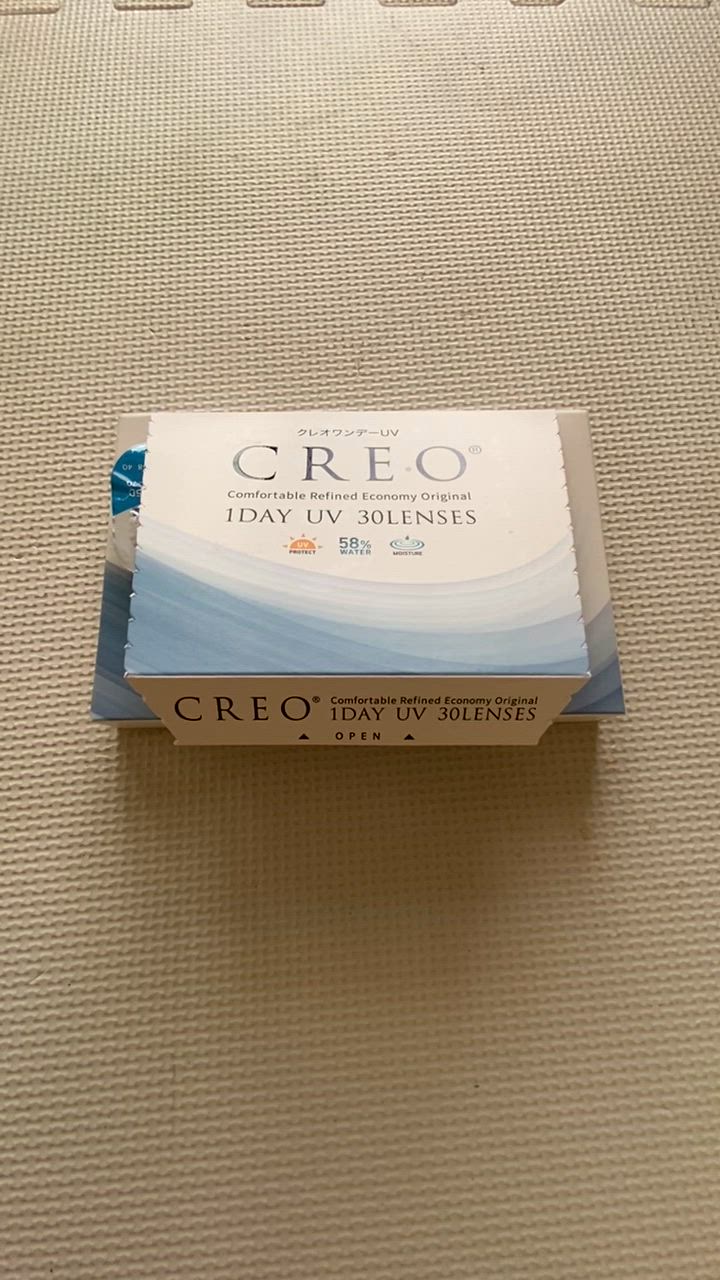 クレオワンデーUV
CREO®
Comfortable Refined Economy Original
1DAY UV 30LENSES
UV
PROTECT
58%
WATER
MOISTURE
CREO®
Comfortable Refined Economy Original
1DAY UV 30LENSES
▲ OPEN ▲